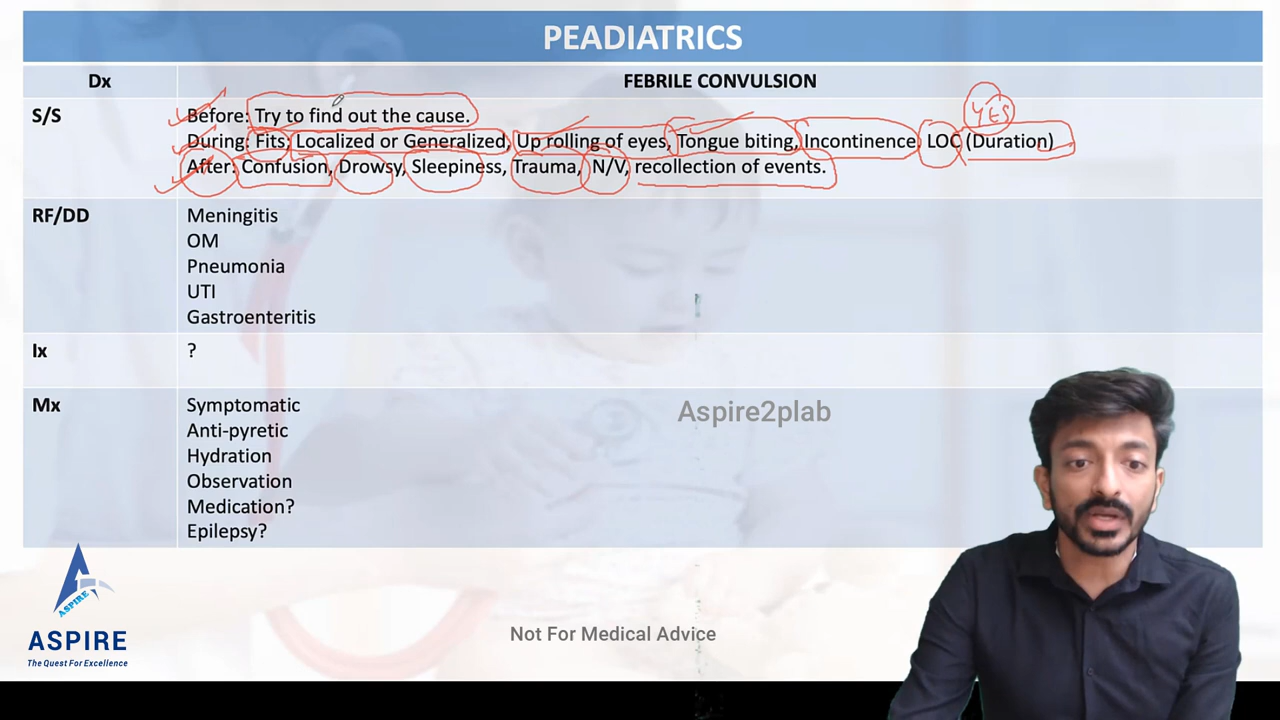 PEADIATRICS
Dx
FEBRILE CONVULSION
S/S
YES
Before: Try to find out the cause.
During: Fits, Localized or Generalized, Up rolling of eyes, Tongue biting, Incontinence, LOC (Duration)
After: Confusion, Drowsy, Sleepiness, Trauma, N/V, recollection of events.
RF/DD
Meningitis
OM
Pneumonia
UTI
Gastroenteritis
Ix
?
Mx
Symptomatic
Anti-pyretic
Hydration
Observation
Medication?
Epilepsy?
Aspire2plab
ASPIRE
ASPIRE
The Quest For Excellence
Not For Medical Advice